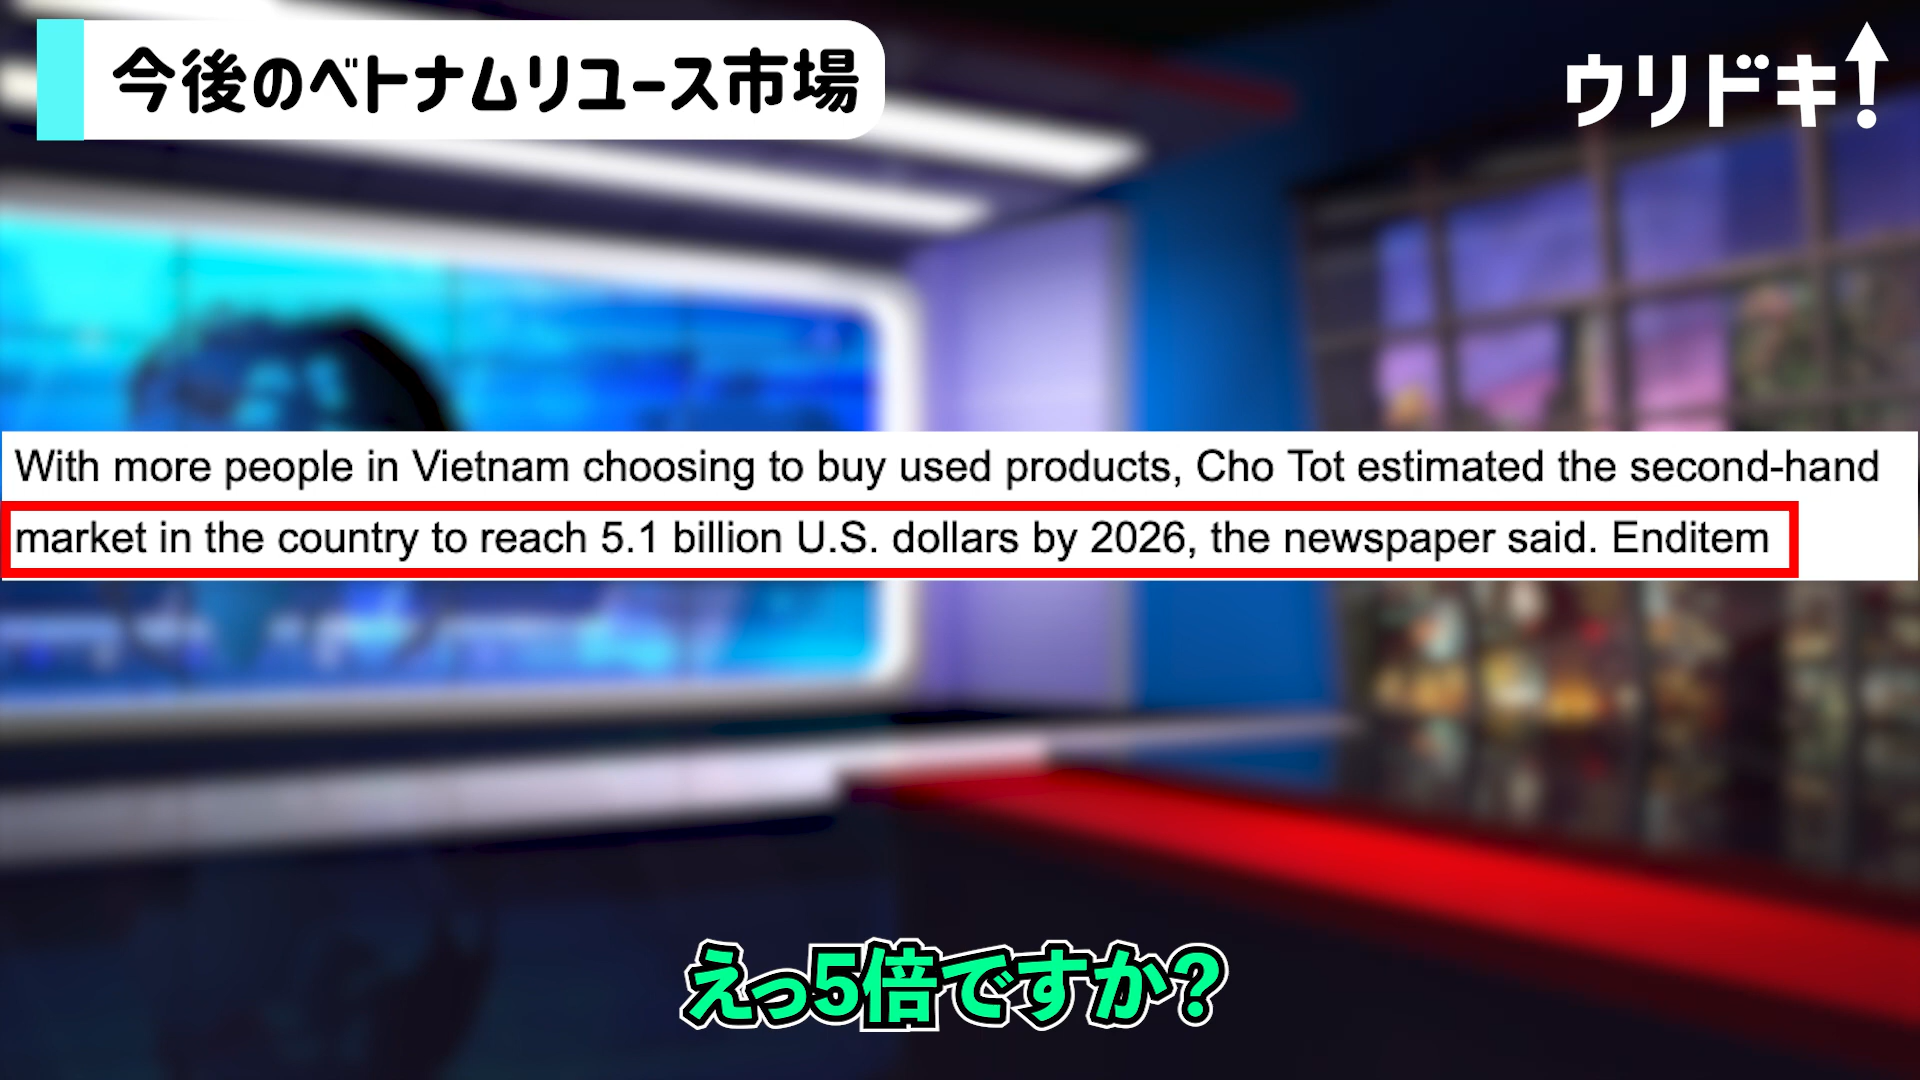 今後のベトナムリユース市場
ウリドキ!
With more people in Vietnam choosing to buy used products, Cho Tot estimated the second-hand
market in the country to reach 5.1 billion U.S. dollars by 2026, the newspaper said. Enditem
えっ5倍ですか?